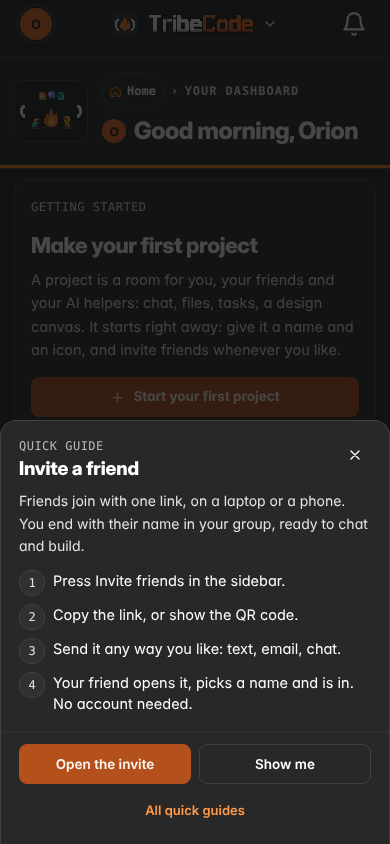 O
TribeCode
Home › YOUR DASHBOARD
O Good morning, Orion
GETTING STARTED
Make your first project
A project is a room for you, your friends and
your AI helpers: chat, files, tasks, a design
canvas. It starts right away: give it a name and
an icon, and invite friends whenever you like.
+ Start your first project
QUICK GUIDE
Invite a friend
Friends join with one link, on a laptop or a phone.
You end with their name in your group, ready to chat
and build.
1 Press Invite friends in the sidebar.
2 Copy the link, or show the QR code.
3 Send it any way you like: text, email, chat.
4 Your friend opens it, picks a name and is in.
No account needed.
Open the invite
Show me
All quick guides